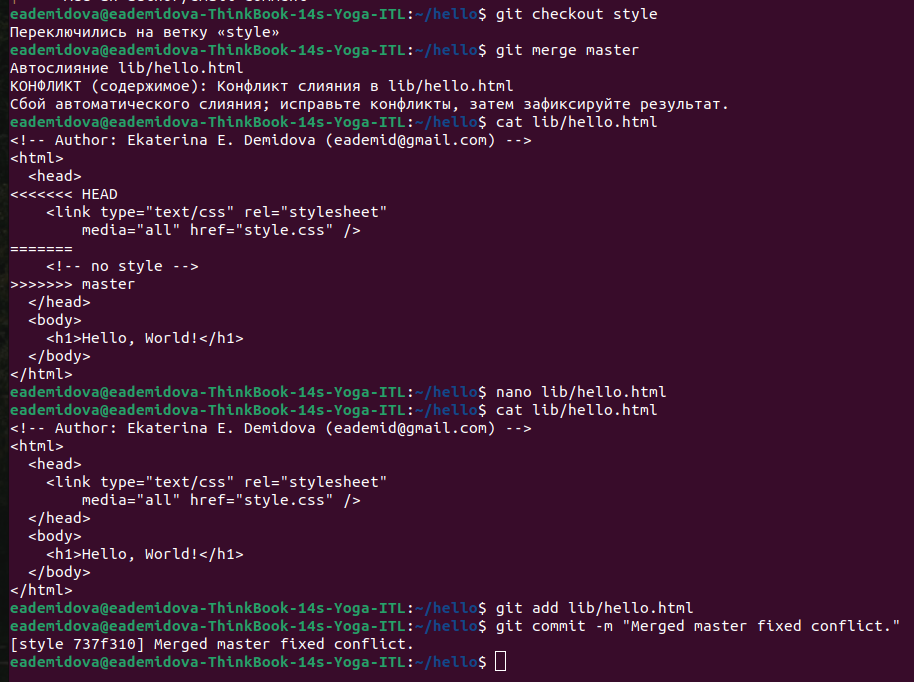 eademidova@eademidova-ThinkBook-14s-Yoga-ITL:~/hello$ git checkout style
Переключились на ветку «style»
eademidova@eademidova-ThinkBook-14s-Yoga-ITL:~/hello$ git merge master
Автослияние lib/hello.html
КОНФЛИКТ (содержимое): Конфликт слияния в lib/hello.html
Сбой автоматического слияния; исправьте конфликты, затем зафиксируйте результат.
eademidova@eademidova-ThinkBook-14s-Yoga-ITL:~/hello$ cat lib/hello.html
<!-- Author: Ekaterina E. Demidova (eademid@gmail.com) -->
<html>
  <head>
<<<<<<< HEAD
    <link type="text/css" rel="stylesheet"
        media="all" href="style.css" />
=======
    <!-- no style -->
>>>>>>> master
  </head>
  <body>
    <h1>Hello, World!</h1>
  </body>
</html>
eademidova@eademidova-ThinkBook-14s-Yoga-ITL:~/hello$ nano lib/hello.html
eademidova@eademidova-ThinkBook-14s-Yoga-ITL:~/hello$ cat lib/hello.html
<!-- Author: Ekaterina E. Demidova (eademid@gmail.com) -->
<html>
  <head>
    <link type="text/css" rel="stylesheet"
        media="all" href="style.css" />
  </head>
  <body>
    <h1>Hello, World!</h1>
  </body>
</html>
eademidova@eademidova-ThinkBook-14s-Yoga-ITL:~/hello$ git add lib/hello.html
eademidova@eademidova-ThinkBook-14s-Yoga-ITL:~/hello$ git commit -m "Merged master fixed conflict."
[style 737f310] Merged master fixed conflict.
eademidova@eademidova-ThinkBook-14s-Yoga-ITL:~/hello$